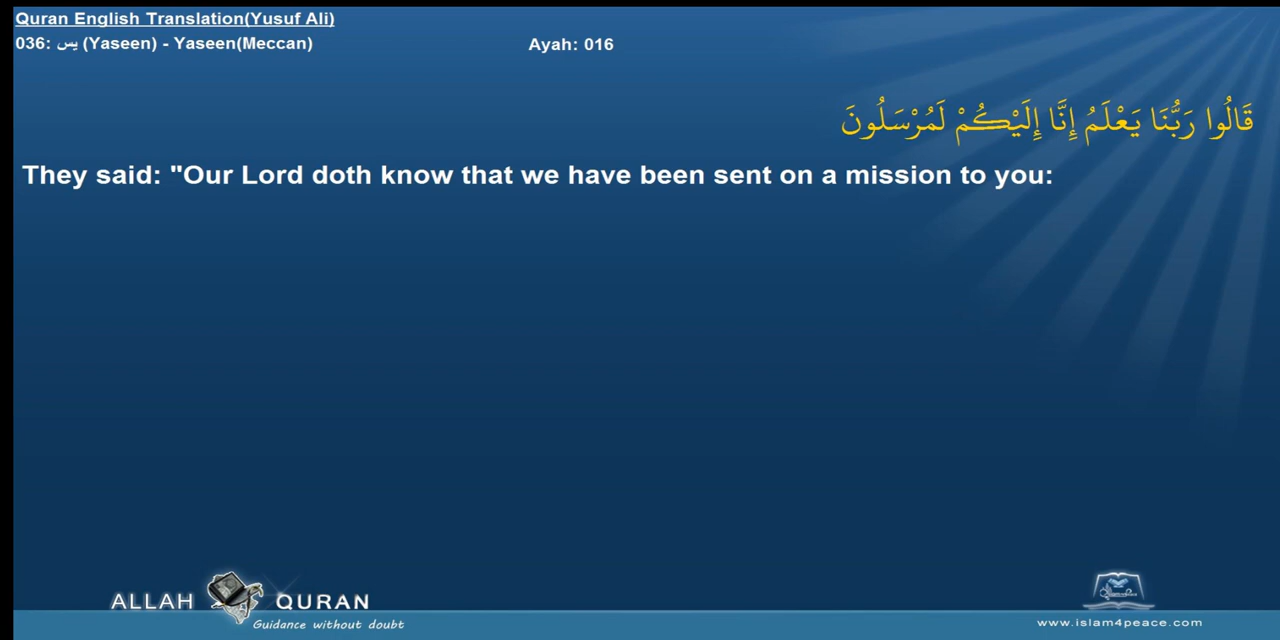 Quran English Translation(Yusuf Ali)
036: يس (Yaseen) - Yaseen(Meccan) Ayah: 016
قَالُوا رَبُّنَا يَعْلَمُ إِنَّا إِلَيْكُمْ لَمُرْسَلُونَ
They said: "Our Lord doth know that we have been sent on a mission to you:
ALLAH QURAN
Guidance without doubt
www.islam4peace.com